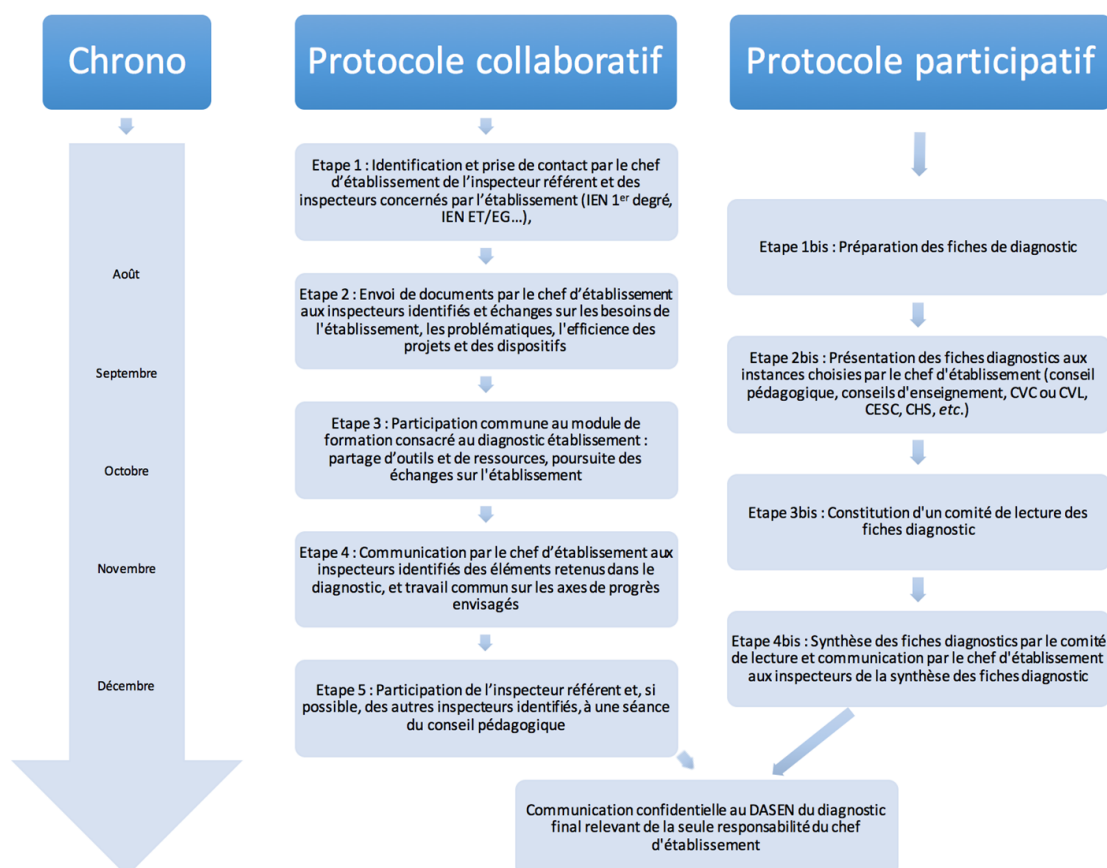 Chrono
Août
Septembre
Octobre
Novembre
Décembre
Protocole collaboratif
Etape 1 : Identification et prise de contact par le chef
d’établissement de l’inspecteur référent et des
inspecteurs concernés par l’établissement (IEN 1er degré,
IEN ET/EG…),
Etape 2 : Envoi de documents par le chef d’établissement
aux inspecteurs identifiés et échanges sur les besoins de
l'établissement, les problématiques, l'efficience des
projets et des dispositifs
Etape 3 : Participation commune au module de
formation consacré au diagnostic établissement :
partage d’outils et de ressources, poursuite des
échanges sur l'établissement
Etape 4 : Communication par le chef d’établissement aux
inspecteurs identifiés des éléments retenus dans le
diagnostic, et travail commun sur les axes de progrès
envisagés
Etape 5 : Participation de l’inspecteur référent et, si
possible, des autres inspecteurs identifiés, à une séance
du conseil pédagogique
Protocole participatif
Etape 1bis : Préparation des fiches de diagnostic
Etape 2bis : Présentation des fiches diagnostics aux
instances choisies par le chef d'établissement (conseil
pédagogique, conseils d'enseignement, CVC ou CVL,
CESC, CHS, etc.)
Etape 3bis : Constitution d'un comité de lecture des
fiches diagnostic
Etape 4bis : Synthèse des fiches diagnostics par le comité
de lecture et communication par le chef d'établissement
aux inspecteurs de la synthèse des fiches diagnostic
Communication confidentielle au DASEN du diagnostic
final relevant de la seule responsabilité du chef
d'établissement